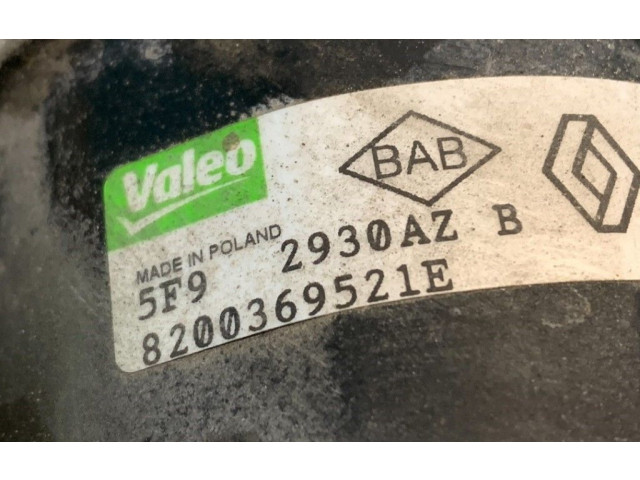 Valeo
BAB
MADE IN POLAND
5F9 2930AZ B
8200369521E